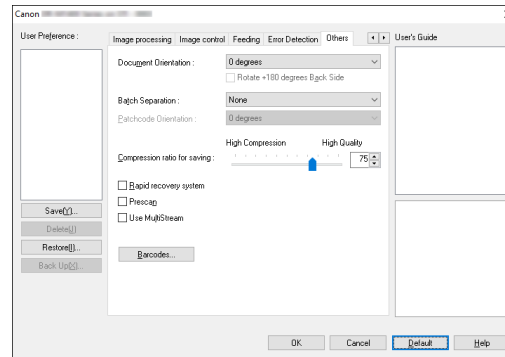 Canon
User Preference :
Image processing Image control Feeding Error Detection Others
User's Guide
Document Orientation :
0 degrees
Rotate +180 degrees Back Side
Batch Separation :
None
Patchcode Orientation :
0 degrees
High Compression High Quality
Compression ratio for saving :
75
Rapid recovery system
Prescan
Use MultiStream
Save(Y)...
Delete(J)
Restore(I)...
Back Up(X)...
Barcodes...
OK Cancel Default Help